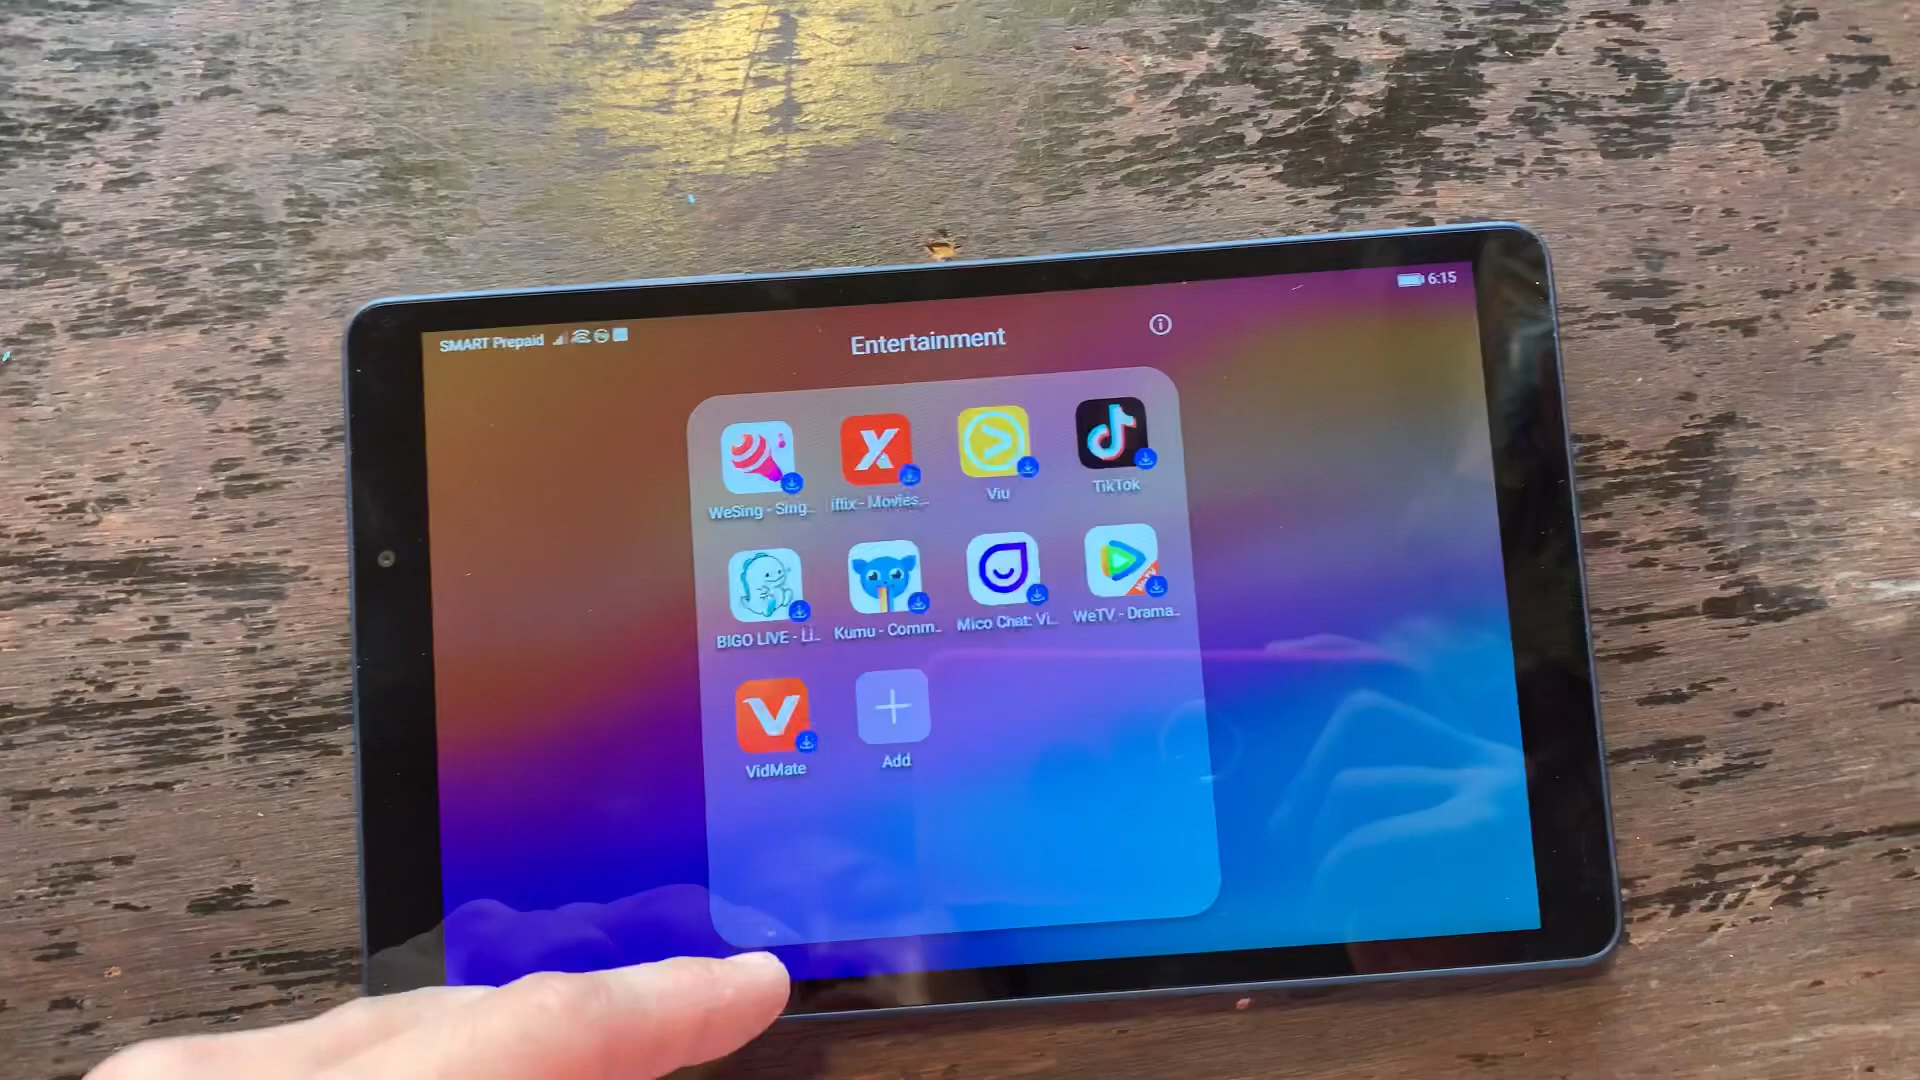 SMART Prepaid
6:15
Entertainment
WeSing - Sing...
iflix - Movies...
Viu
TikTok
BIGO LIVE - Li...
Kumu - Comm...
Mico Chat: Vi...
WeTV - Drama...
VidMate
Add